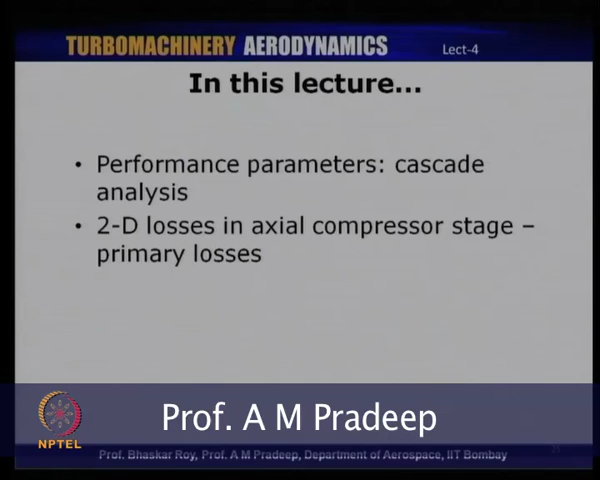 TURBOMACHINERY AERODYNAMICS Lect-4
In this lecture...
• Performance parameters: cascade
analysis
• 2-D losses in axial compressor stage –
primary losses
Prof. A M Pradeep
NPTEL
Prof. Bhaskar Roy, Prof. A M Pradeep, Department of Aerospace, IIT Bombay